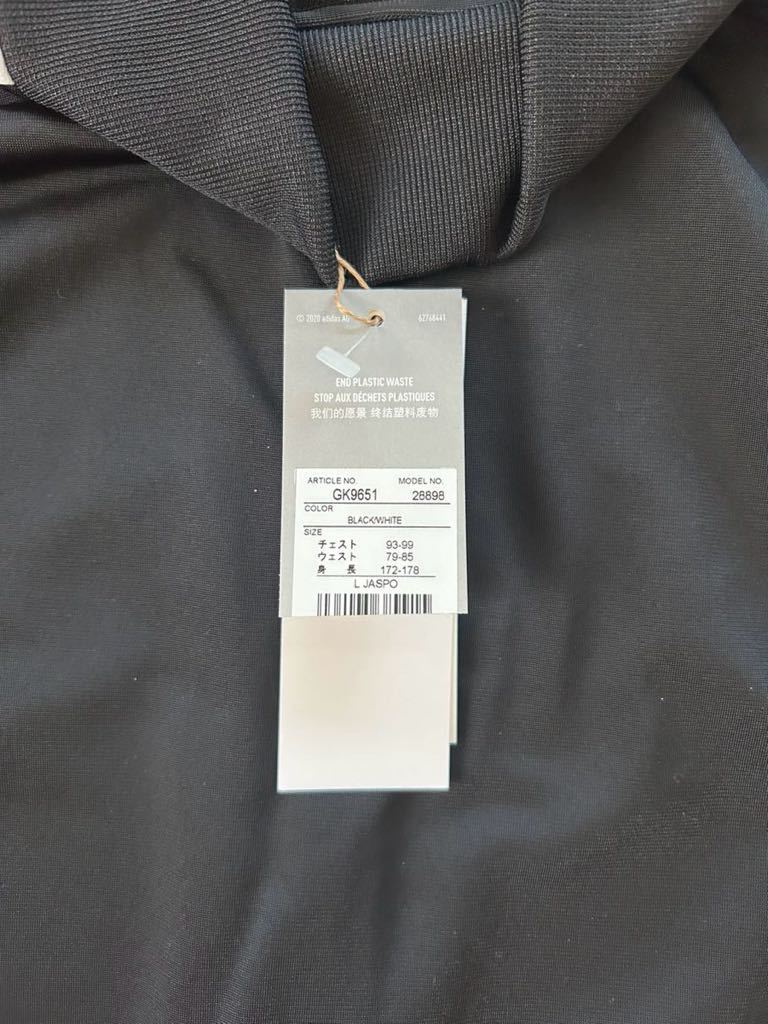 © 2020 adidas AG 62768441
END PLASTIC WASTE
STOP AUX DÉCHETS PLASTIQUES
我们的愿景 终结塑料废物
ARTICLE NO. MODEL NO.
GK9651 28898
COLOR
BLACK/WHITE
SIZE
チェスト 93-99
ウェスト 79-85
身 長 172-178
L JASPO